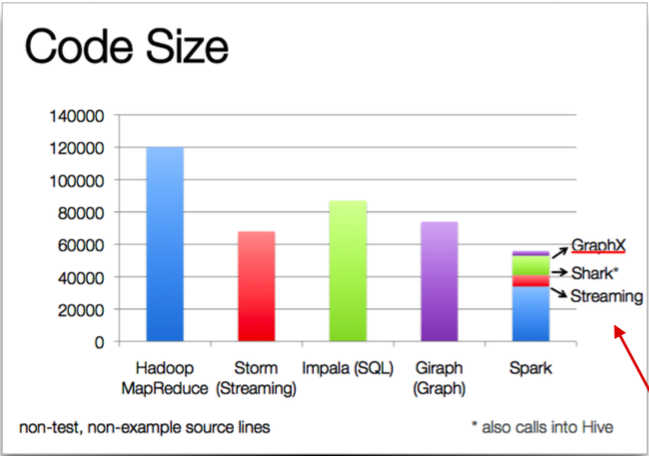 Code Size
140000
120000
100000
80000
60000
40000
20000
0
GraphX
Shark*
Streaming
Hadoop MapReduce
Storm (Streaming)
Impala (SQL)
Giraph (Graph)
Spark
non-test, non-example source lines
* also calls into Hive